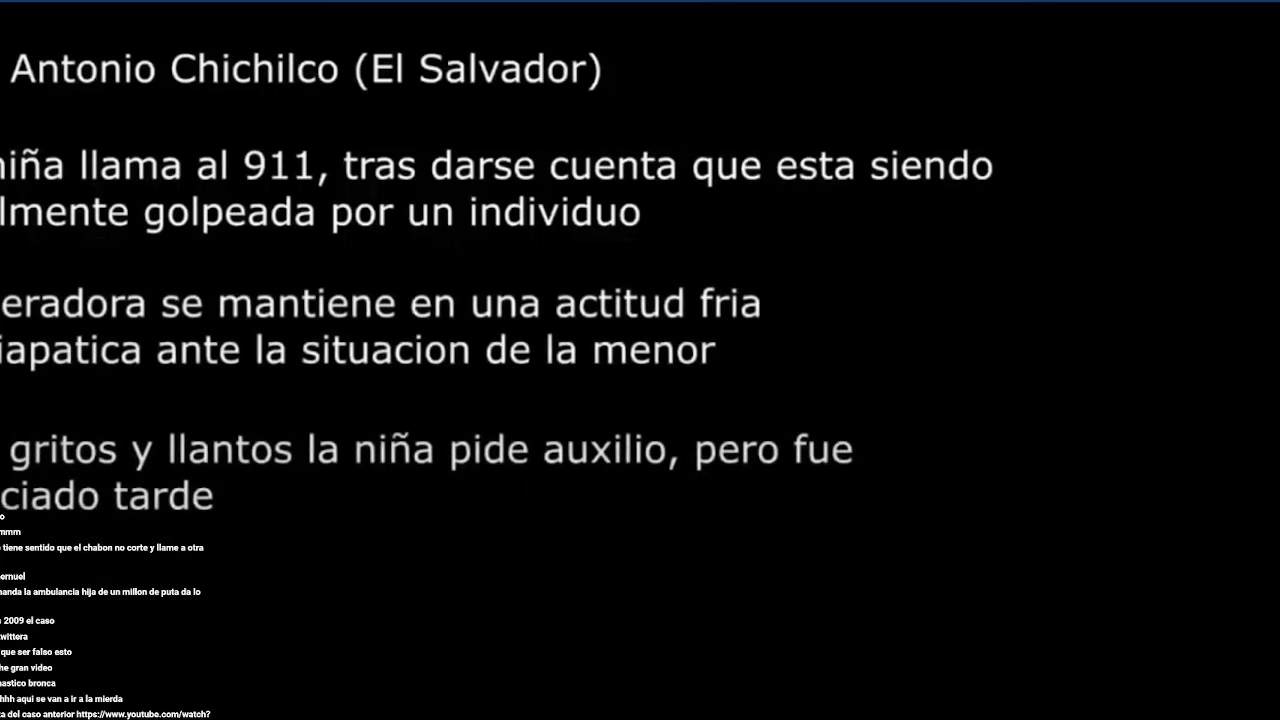 Antonio Chichilco (El Salvador)
niña llama al 911, tras darse cuenta que esta siendo
lmente golpeada por un individuo
eradora se mantiene en una actitud fria
iapatica ante la situacion de la menor
gritos y llantos la niña pide auxilio, pero fue
ciado tarde
o
mmm
tiene sentido que el chabon no corte y llame a otra
emuel
manda la ambulancia hija de un millon de puta da lo
2009 el caso
twittera
que ser falso esto
he gran video
nastico bronca
hhh aqui se van a ir a la mierda
ta del caso anterior https://www.youtube.com/watch?